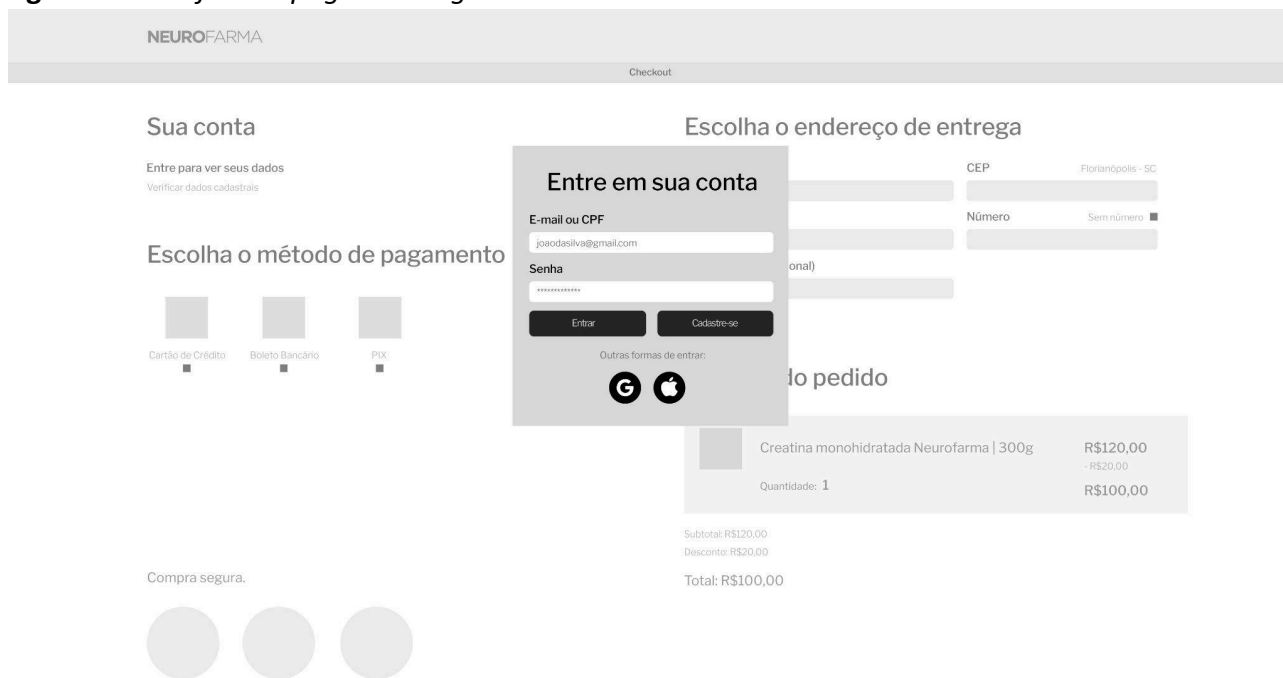 NEUROFARMA
Checkout
Sua conta
Entre para ver seus dados
Verificar dados cadastrais
Escolha o método de pagamento
Cartão de Crédito
Boleto Bancário
PIX
Compra segura.
Entre em sua conta
E-mail ou CPF
joaodasilva@gmail.com
Senha
*************
Entrar
Cadastre-se
Outras formas de entrar:
G
Escolha o endereço de entrega
CEP
Florianópolis - SC
Número
Sem número
onal)
do pedido
Creatina monohidratada Neurofarma | 300g
R$120,00
- R$20,00
Quantidade: 1
R$100,00
Subtotal: R$120,00
Desconto: R$20,00
Total: R$100,00